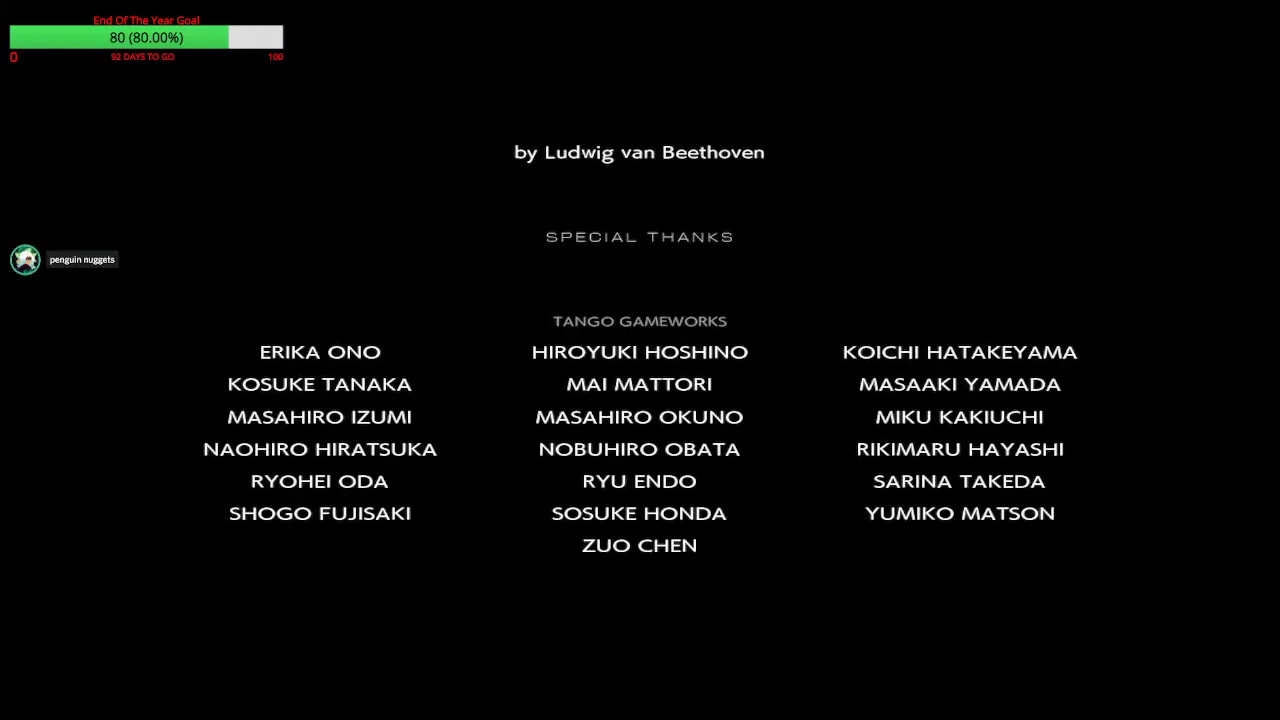 End Of The Year Goal
80 (80.00%)
0 92 DAYS TO GO 100
by Ludwig van Beethoven
SPECIAL THANKS
penguin nuggets
TANGO GAMEWORKS
ERIKA ONO HIROYUKI HOSHINO KOICHI HATAKEYAMA
KOSUKE TANAKA MAI MATTORI MASAAKI YAMADA
MASAHIRO IZUMI MASAHIRO OKUNO MIKU KAKIUCHI
NAOHIRO HIRATSUKA NOBUHIRO OBATA RIKIMARU HAYASHI
RYOHEI ODA RYU ENDO SARINA TAKEDA
SHOGO FUJISAKI SOSUKE HONDA YUMIKO MATSON
ZUO CHEN